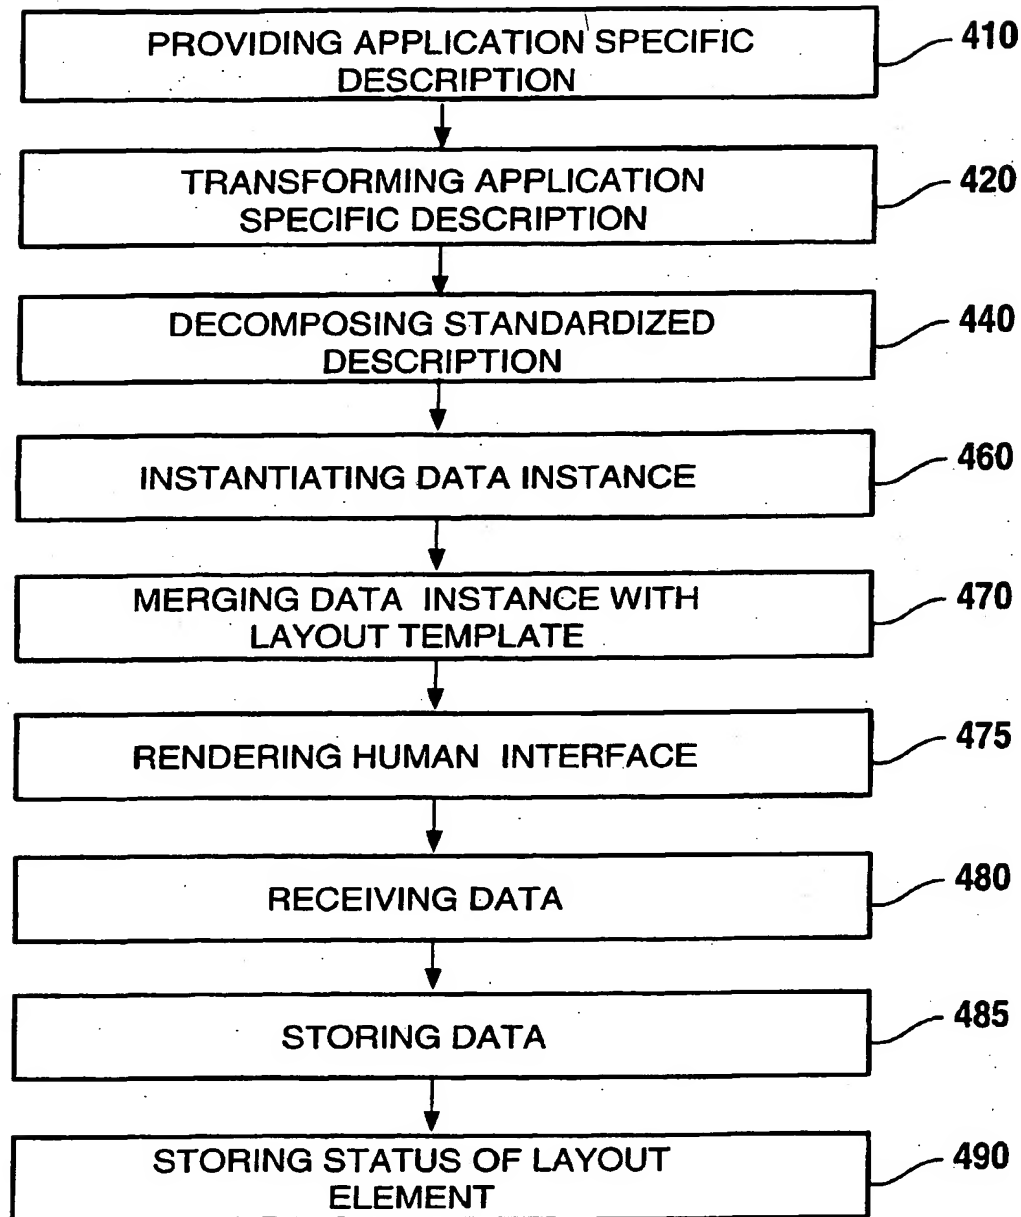 PROVIDING APPLICATION SPECIFIC
DESCRIPTION
410
TRANSFORMING APPLICATION
SPECIFIC DESCRIPTION
420
DECOMPOSING STANDARDIZED
DESCRIPTION
440
INSTANTIATING DATA INSTANCE
460
MERGING DATA INSTANCE WITH
LAYOUT TEMPLATE
470
RENDERING HUMAN INTERFACE
475
RECEIVING DATA
480
STORING DATA
485
STORING STATUS OF LAYOUT
ELEMENT
490